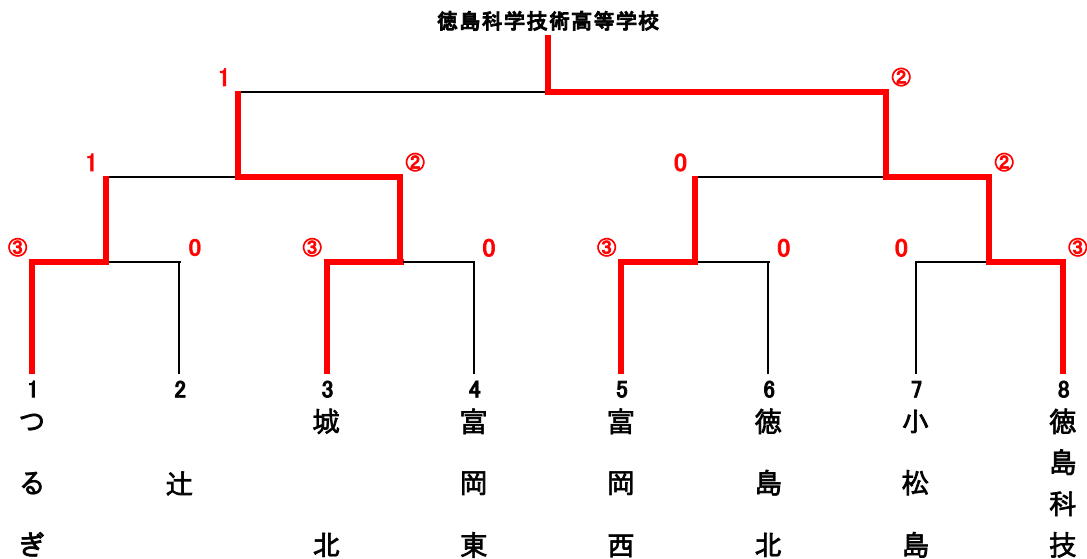 徳島科学技術高等学校
1 ②
1 ② 0 ②
③ 0 ③ 0 ③ 0 0 ③
1 2 3 4 5 6 7 8
つるぎ
辻
城北
富岡東
富岡西
徳島北
小松島
徳島科技